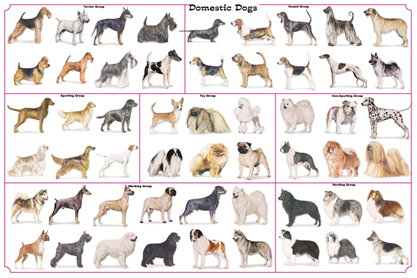 Domestic Dogs
Terrier Group
Hound Group
Sporting Group
Toy Group
Non-Sporting Group
Working Group
Herding Group